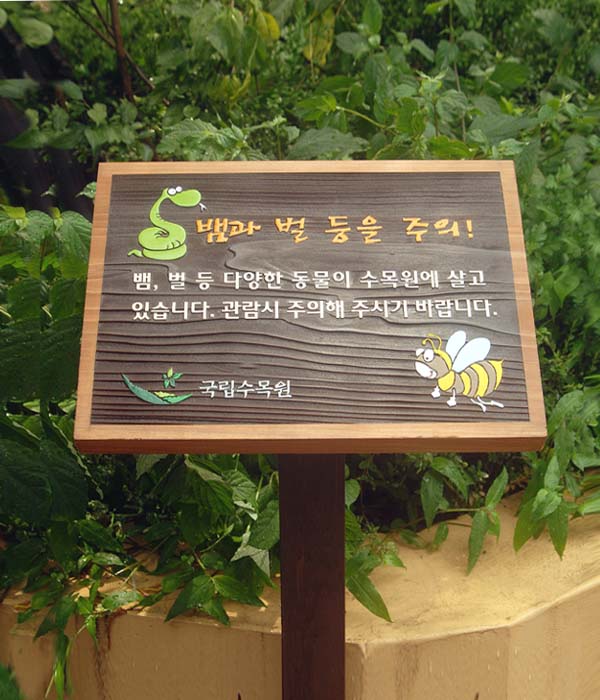 뱀과 벌 등을 주의!
뱀, 벌 등 다양한 동물이 수목원에 살고
있습니다. 관람시 주의해 주시기 바랍니다.
국립수목원